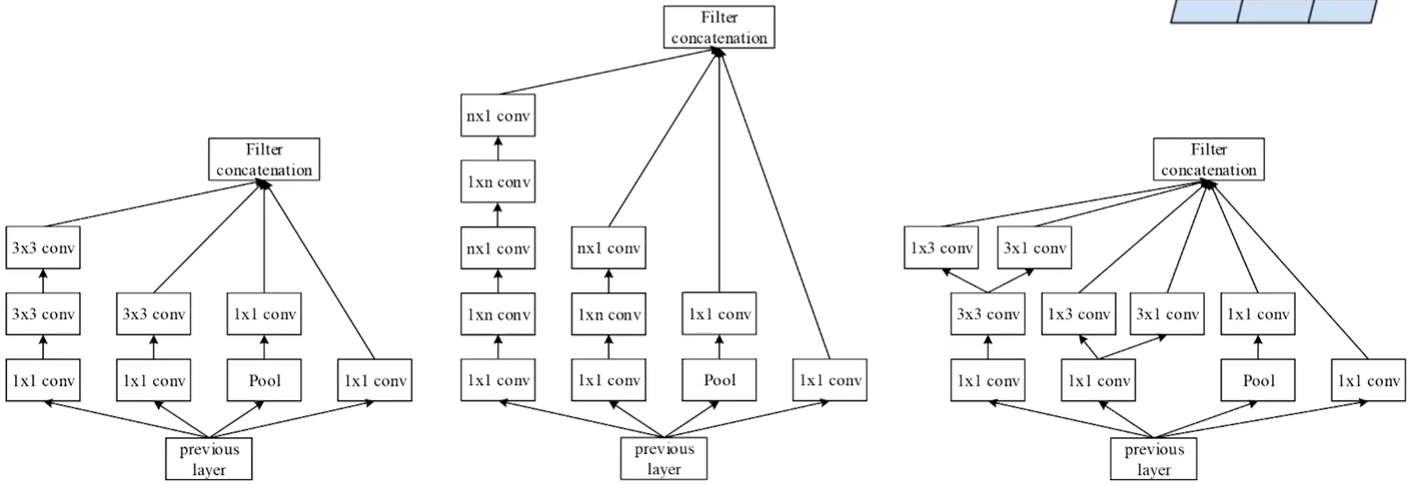 Filter
concatenation
3x3 conv
3x3 conv
3x3 conv
1x1 conv
1x1 conv
1x1 conv
Pool
1x1 conv
previous
layer
Filter
concatenation
nx1 conv
1xn conv
nx1 conv
nx1 conv
1xn conv
1xn conv
1x1 conv
1x1 conv
1x1 conv
Pool
1x1 conv
previous
layer
Filter
concatenation
1x3 conv
3x1 conv
3x3 conv
1x3 conv
3x1 conv
1x1 conv
1x1 conv
1x1 conv
Pool
1x1 conv
previous
layer